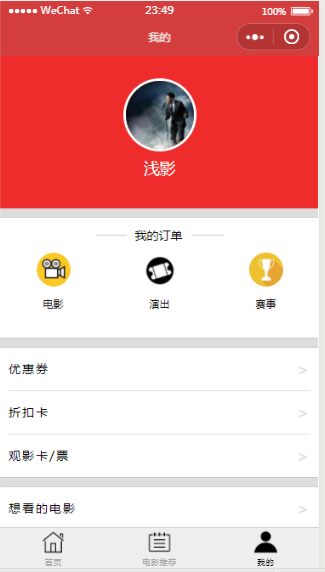 WeChat 23:49 100%
我的
浅影
我的订单
电影 演出 赛事
优惠券 >
折扣卡 >
观影卡/票 >
想看的电影 >
首页 电影推荐 我的